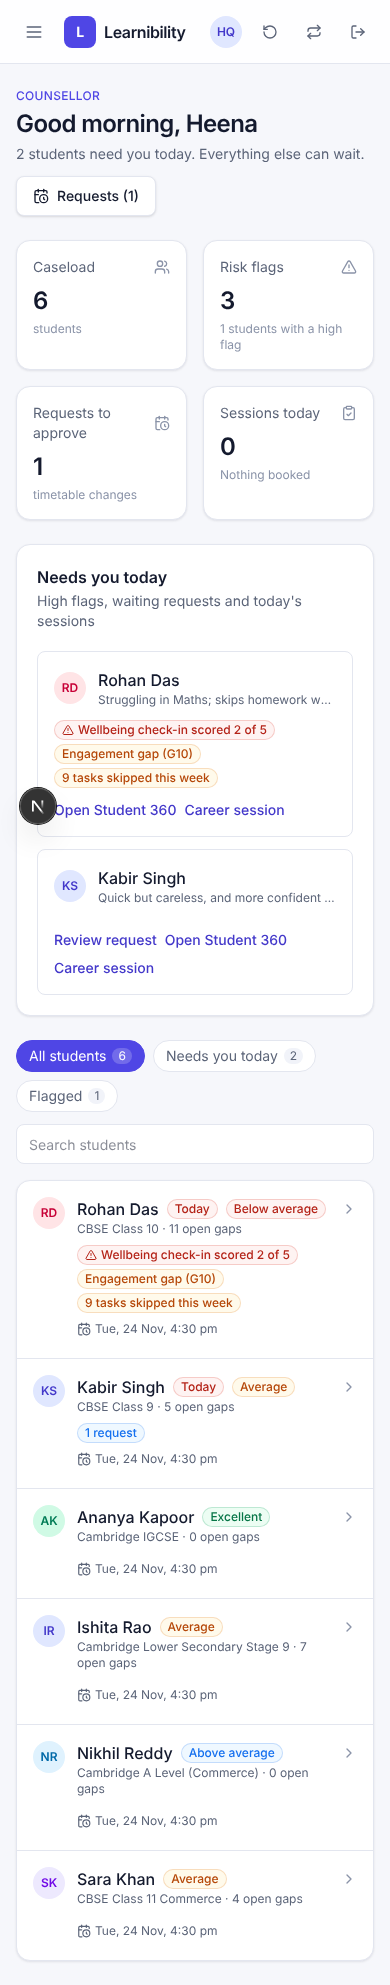 L Learnibility HQ
COUNSELLOR
Good morning, Heena
2 students need you today. Everything else can wait.
Requests (1)
Caseload
6
students
Risk flags
3
1 students with a high
flag
Requests to
approve
1
timetable changes
Sessions today
0
Nothing booked
Needs you today
High flags, waiting requests and today's
sessions
RD Rohan Das
Struggling in Maths; skips homework w...
Wellbeing check-in scored 2 of 5
Engagement gap (G10)
9 tasks skipped this week
N
Open Student 360 Career session
KS Kabir Singh
Quick but careless, and more confident ...
Review request Open Student 360
Career session
All students 6 Needs you today 2
Flagged 1
Search students
RD Rohan Das Today Below average
CBSE Class 10 · 11 open gaps
Wellbeing check-in scored 2 of 5
Engagement gap (G10)
9 tasks skipped this week
Tue, 24 Nov, 4:30 pm
KS Kabir Singh Today Average
CBSE Class 9 · 5 open gaps
1 request
Tue, 24 Nov, 4:30 pm
AK Ananya Kapoor Excellent
Cambridge IGCSE · 0 open gaps
Tue, 24 Nov, 4:30 pm
IR Ishita Rao Average
Cambridge Lower Secondary Stage 9 · 7
open gaps
Tue, 24 Nov, 4:30 pm
NR Nikhil Reddy Above average
Cambridge A Level (Commerce) · 0 open
gaps
Tue, 24 Nov, 4:30 pm
SK Sara Khan Average
CBSE Class 11 Commerce · 4 open gaps
Tue, 24 Nov, 4:30 pm